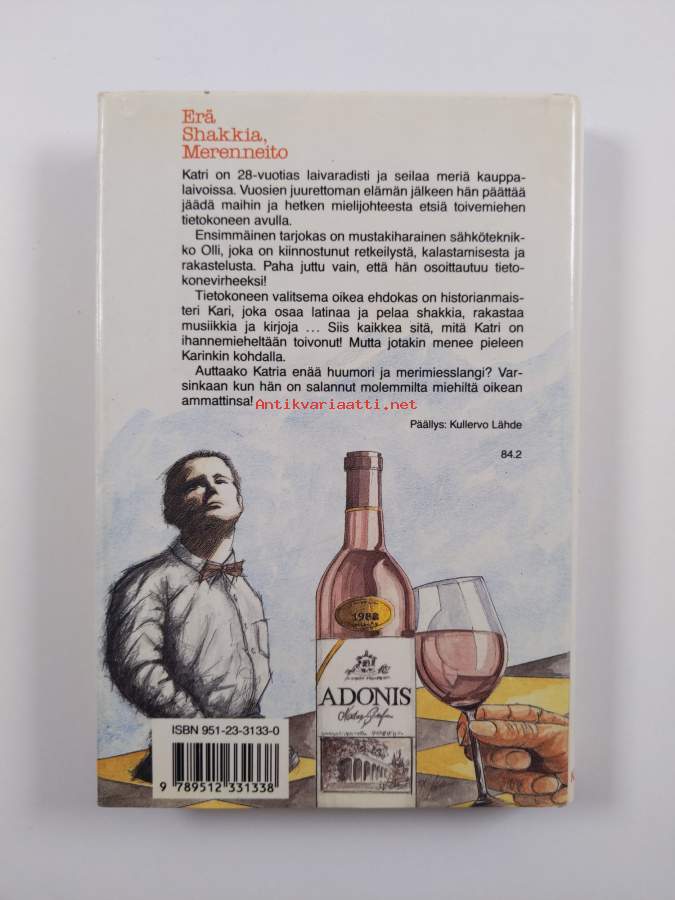 Erä
Shakkia,
Merenneito
Katri on 28-vuotias laivaradisti ja seilaa meriä kauppa-
laivoissa. Vuosien juurettoman elämän jälkeen hän päättää
jäädä maihin ja hetken mielijohteesta etsiä toivemiehen
tietokoneen avulla.
Ensimmäinen tarjokas on mustakiharainen sähköteknik-
ko Olli, joka on kiinnostunut retkeilystä, kalastamisesta ja
rakastelusta. Paha juttu vain, että hän osoittautuu tieto-
konevirheeksi!
Tietokoneen valitsema oikea ehdokas on historianmais-
teri Kari, joka osaa latinaa ja pelaa shakkia, rakastaa
musiikkia ja kirjoja ... Siis kaikkea sitä, mitä Katri on
ihannemieheltään toivonut! Mutta jotakin menee pieleen
Karinkin kohdalla.
Auttaako Katria enää huumori ja merimiesslangi? Var-
sinkaan kun hän on salannut molemmilta miehiltä oikean
ammattinsa!
Antikvariaatti.net
Päällys: Kullervo Lähde
84.2
1982
ADONIS
ISBN 951-23-3133-0
9 789512 331338